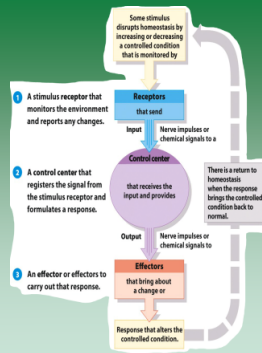 Some stimulus
disrupts homeostasis by
increasing or decreasing
a controlled condition
that is monitored by
1 A stimulus receptor that
monitors the environment
and reports any changes.
Receptors
that send
Input
Nerve impulses or
chemical signals to a
Control center
2 A control center that
registers the signal from
the stimulus receptor and
formulates a response.
that receives the
input and provides
There is a return to
homeostasis
when the response
brings the controlled
condition back to
normal.
Output
Nerve impulses or
chemical signals to
Effectors
3 An effector or effectors to
carry out that response.
that bring about
a change or
Response that alters the
controlled condition.